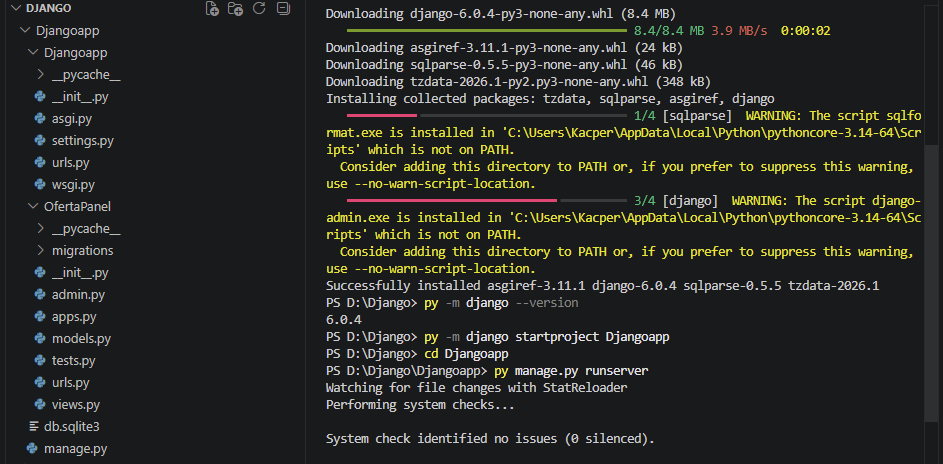 DJANGO
Djangoapp
Djangoapp
__pycache__
__init__.py
asgi.py
settings.py
urls.py
wsgi.py
OfertaPanel
__pycache__
migrations
__init__.py
admin.py
apps.py
models.py
tests.py
urls.py
views.py
db.sqlite3
manage.py
Downloading django-6.0.4-py3-none-any.whl (8.4 MB)
8.4/8.4 MB 3.9 MB/s 0:00:02
Downloading asgiref-3.11.1-py3-none-any.whl (24 kB)
Downloading sqlparse-0.5.5-py3-none-any.whl (46 kB)
Downloading tzdata-2026.1-py2.py3-none-any.whl (348 kB)
Installing collected packages: tzdata, sqlparse, asgiref, django
1/4 [sqlparse]  WARNING: The script sqlfo
rmat.exe is installed in 'C:\Users\Kacper\AppData\Local\Python\pythoncore-3.14-64\Scr
ipts' which is not on PATH.
Consider adding this directory to PATH or, if you prefer to suppress this warning,
use --no-warn-script-location.
3/4 [django]  WARNING: The script django-
admin.exe is installed in 'C:\Users\Kacper\AppData\Local\Python\pythoncore-3.14-64\Sc
ripts' which is not on PATH.
Consider adding this directory to PATH or, if you prefer to suppress this warning,
use --no-warn-script-location.
Successfully installed asgiref-3.11.1 django-6.0.4 sqlparse-0.5.5 tzdata-2026.1
PS D:\Django> py -m django --version
6.0.4
PS D:\Django> py -m django startproject Djangoapp
PS D:\Django> cd Djangoapp
PS D:\Django\Djangoapp> py manage.py runserver
Watching for file changes with StatReloader
Performing system checks...
System check identified no issues (0 silenced).